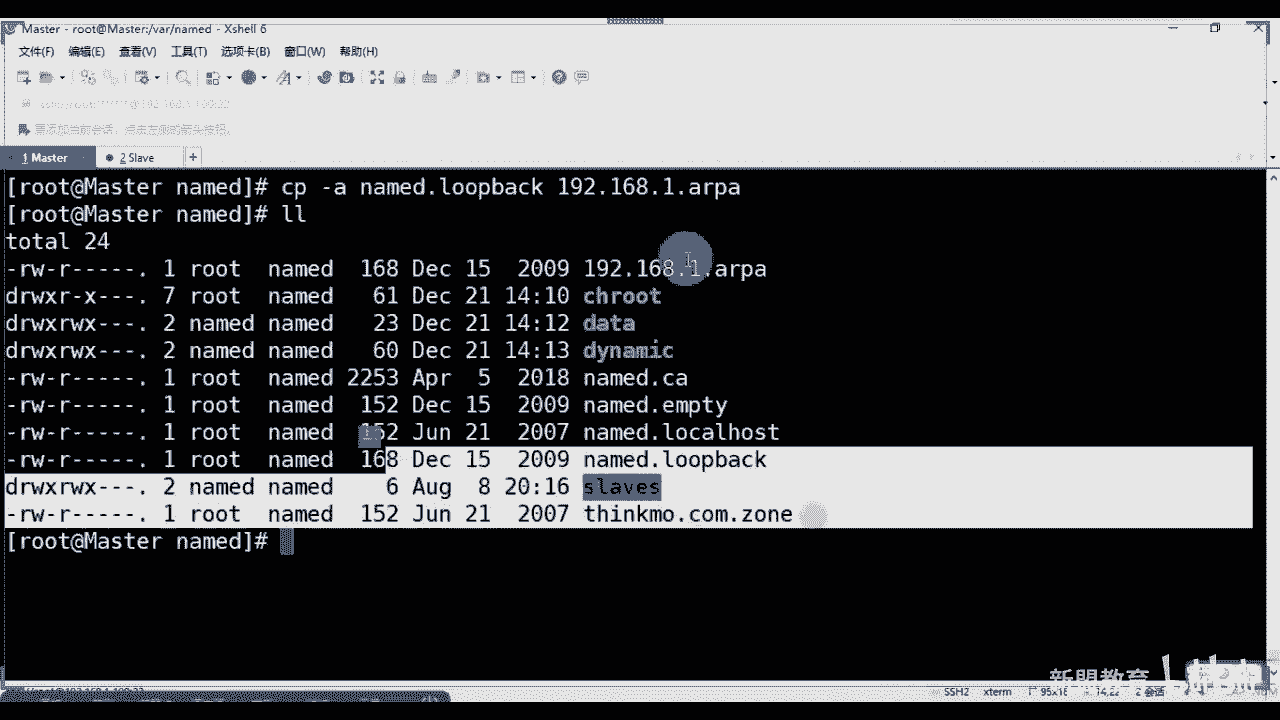 Master - root@Master:/var/named - Xshell 6
文件(F) 编辑(E) 查看(V) 工具(T) 选项卡(B) 窗口(W) 帮助(H)
1 Master
2 Slave
+
[root@Master named]# cp -a named.loopback 192.168.1.arpa
[root@Master named]# ll
total 24
-rw-r-----. 1 root  named  168 Dec 15  2009 192.168.1.arpa
drwxr-x---. 7 root  named   61 Dec 21 14:10 chroot
drwxrwx---. 2 named named   23 Dec 21 14:12 data
drwxrwx---. 2 named named   60 Dec 21 14:13 dynamic
-rw-r-----. 1 root  named 2253 Apr  5  2018 named.ca
-rw-r-----. 1 root  named  152 Dec 15  2009 named.empty
-rw-r-----. 1 root  named  152 Jun 21  2007 named.localhost
-rw-r-----. 1 root  named  168 Dec 15  2009 named.loopback
drwxrwx---. 2 named named    6 Aug  8 20:16 slaves
-rw-r-----. 1 root  named  152 Jun 21  2007 thinkmo.com.zone
[root@Master named]#
新盟教育
SSH2 xterm